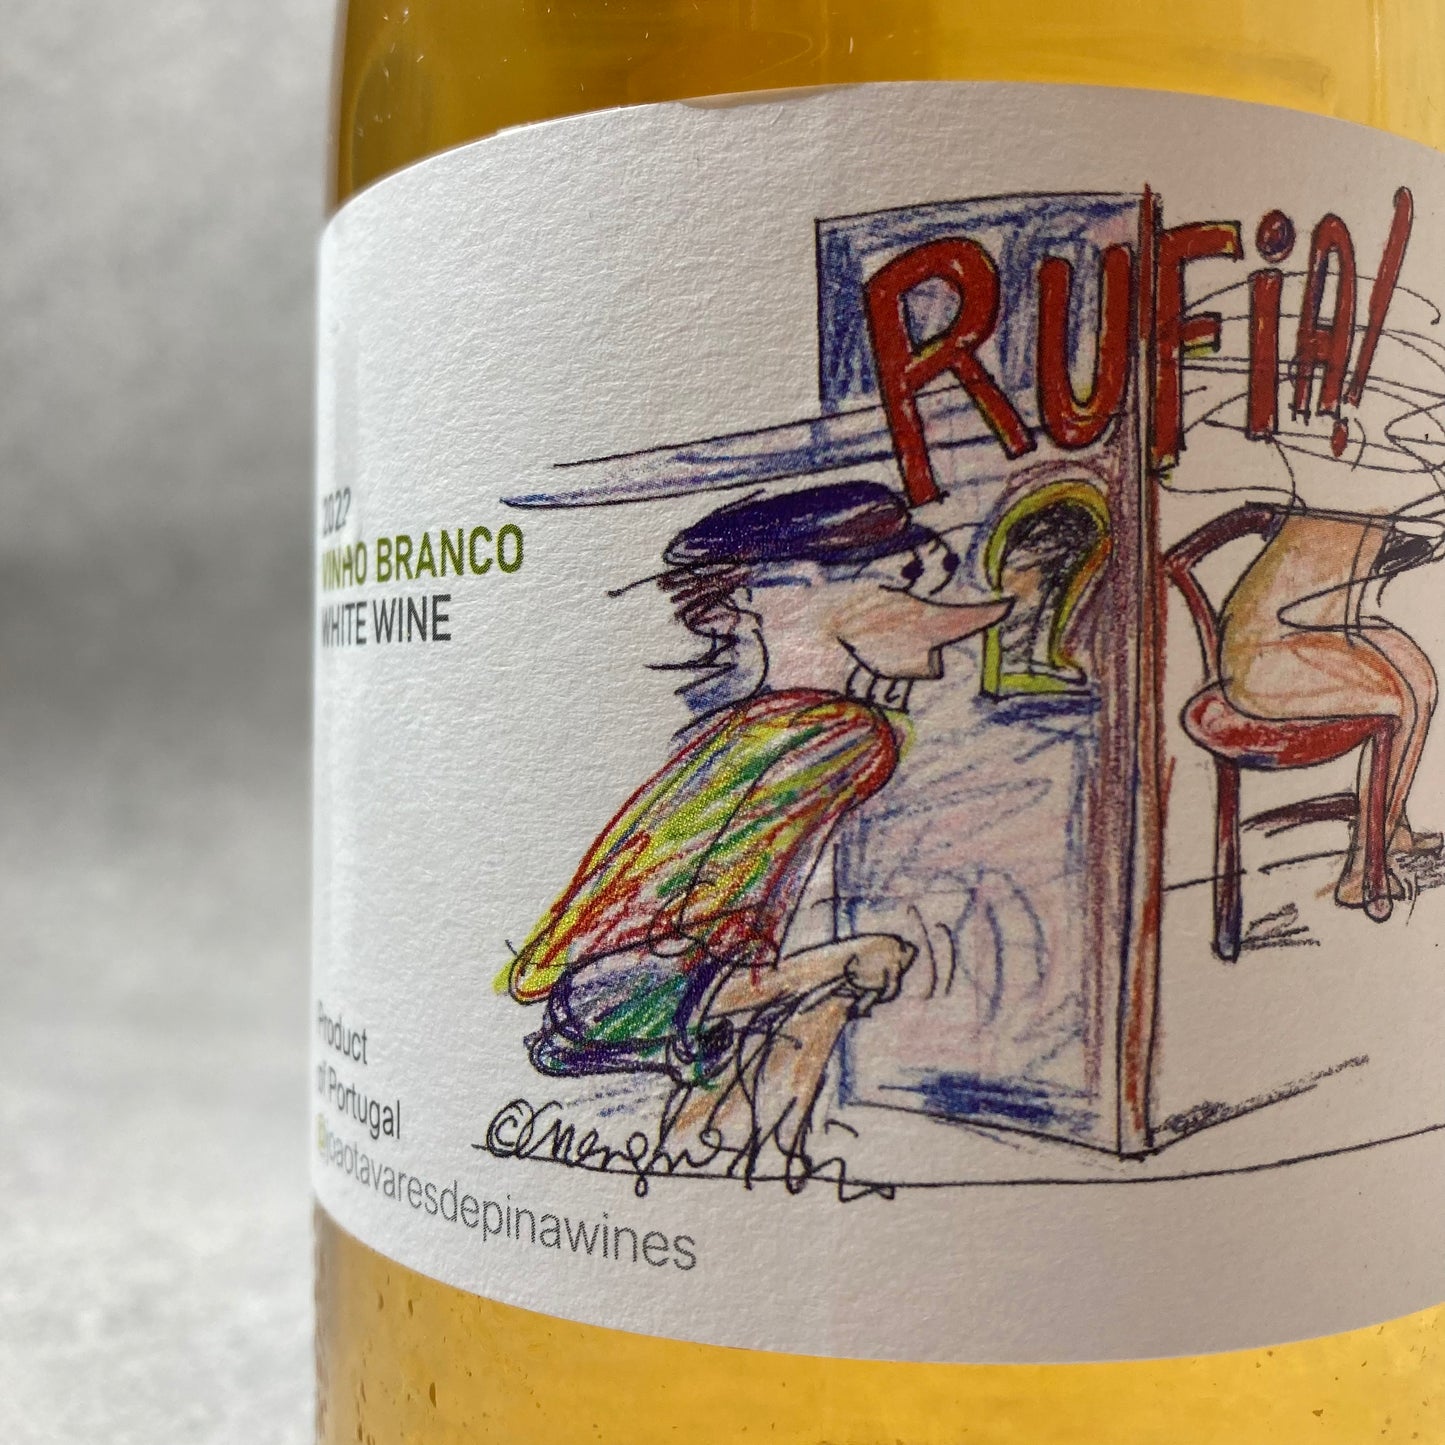 RUFIA!
2022
VINHO BRANCO
WHITE WINE
Product
of Portugal
@joaotavaresdepinawines
©